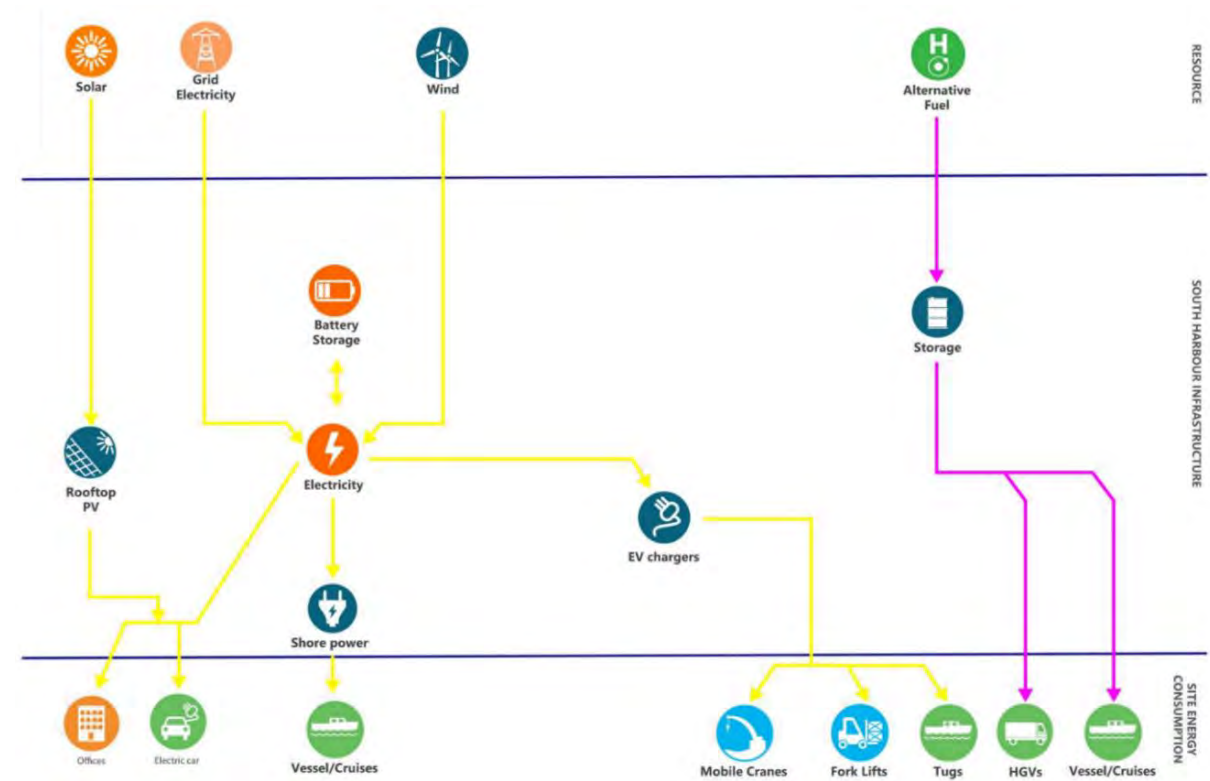 Solar
Grid
Electricity
Wind
H
Alternative
Fuel
RESOURCE
Battery
Storage
Storage
SOUTH HARBOUR INFRASTRUCTURE
Rooftop
PV
Electricity
EV chargers
Shore power
SITE ENERGY
CONSUMPTION
Offices
Electric car
Vessel/Cruises
Mobile Cranes
Fork Lifts
Tugs
HGVs
Vessel/Cruises